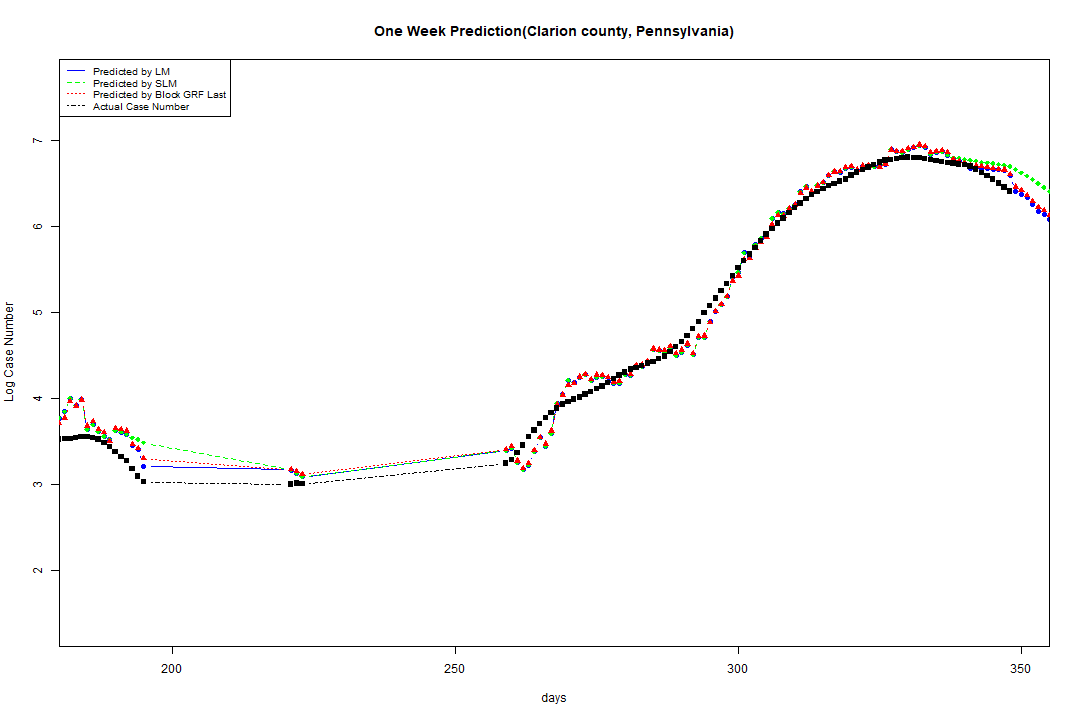 One Week Prediction(Clarion county, Pennsylvania)
Predicted by LM
Predicted by SLM
Predicted by Block GRF Last
Actual Case Number
7
6
5
4
3
2
Log Case Number
200 250 300 350
days